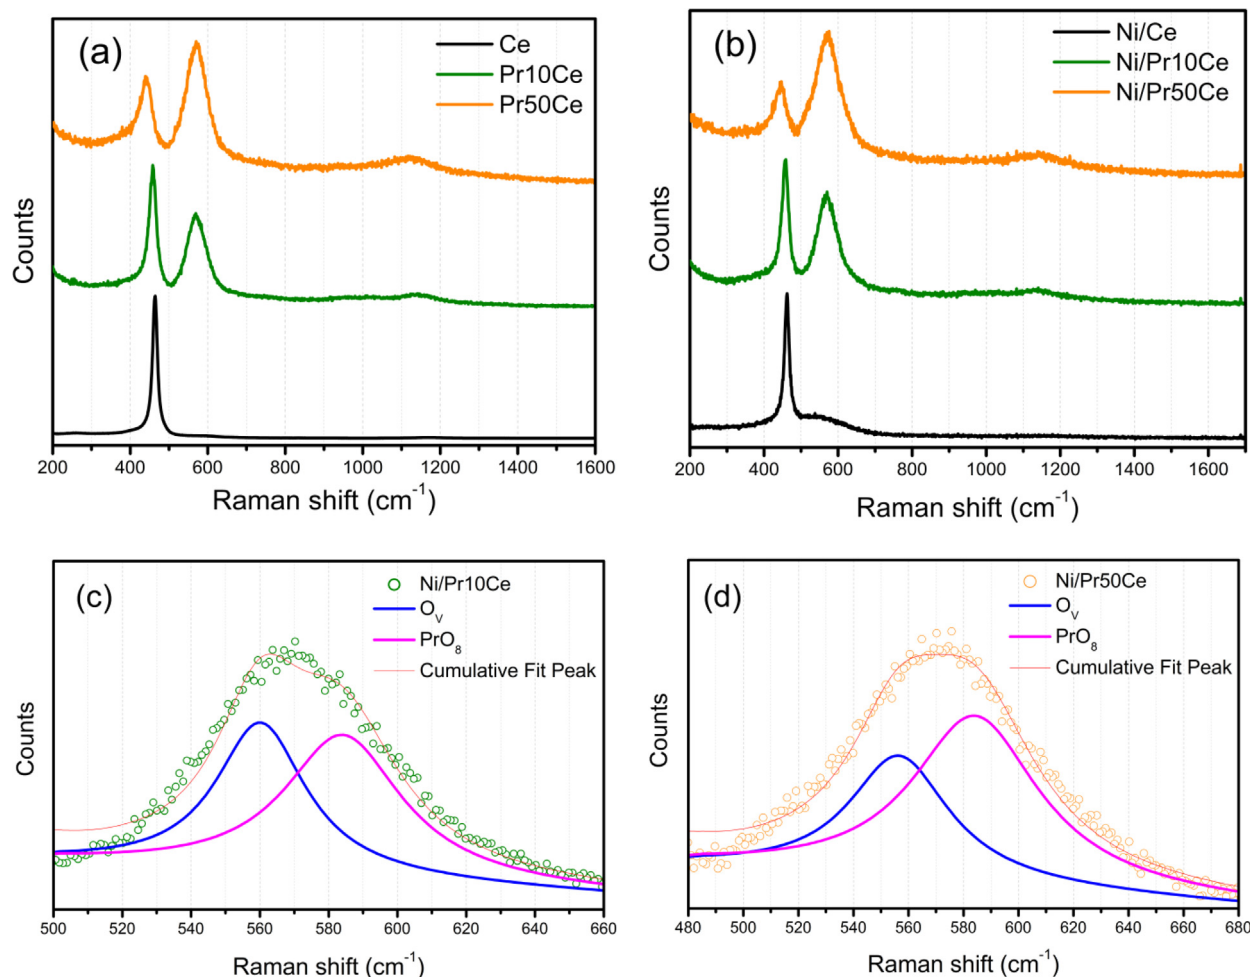 (a)
Ce
Pr10Ce
Pr50Ce
Counts
200 400 600 800 1000 1200 1400 1600
Raman shift (cm⁻¹)
(b)
Ni/Ce
Ni/Pr10Ce
Ni/Pr50Ce
Counts
200 400 600 800 1000 1200 1400 1600
Raman shift (cm⁻¹)
(c)
Ni/Pr10Ce
Oᵥ
PrO₈
Cumulative Fit Peak
Counts
500 520 540 560 580 600 620 640 660
Raman shift (cm⁻¹)
(d)
Ni/Pr50Ce
Oᵥ
PrO₈
Cumulative Fit Peak
Counts
480 500 520 540 560 580 600 620 640 660 680
Raman shift (cm⁻¹)